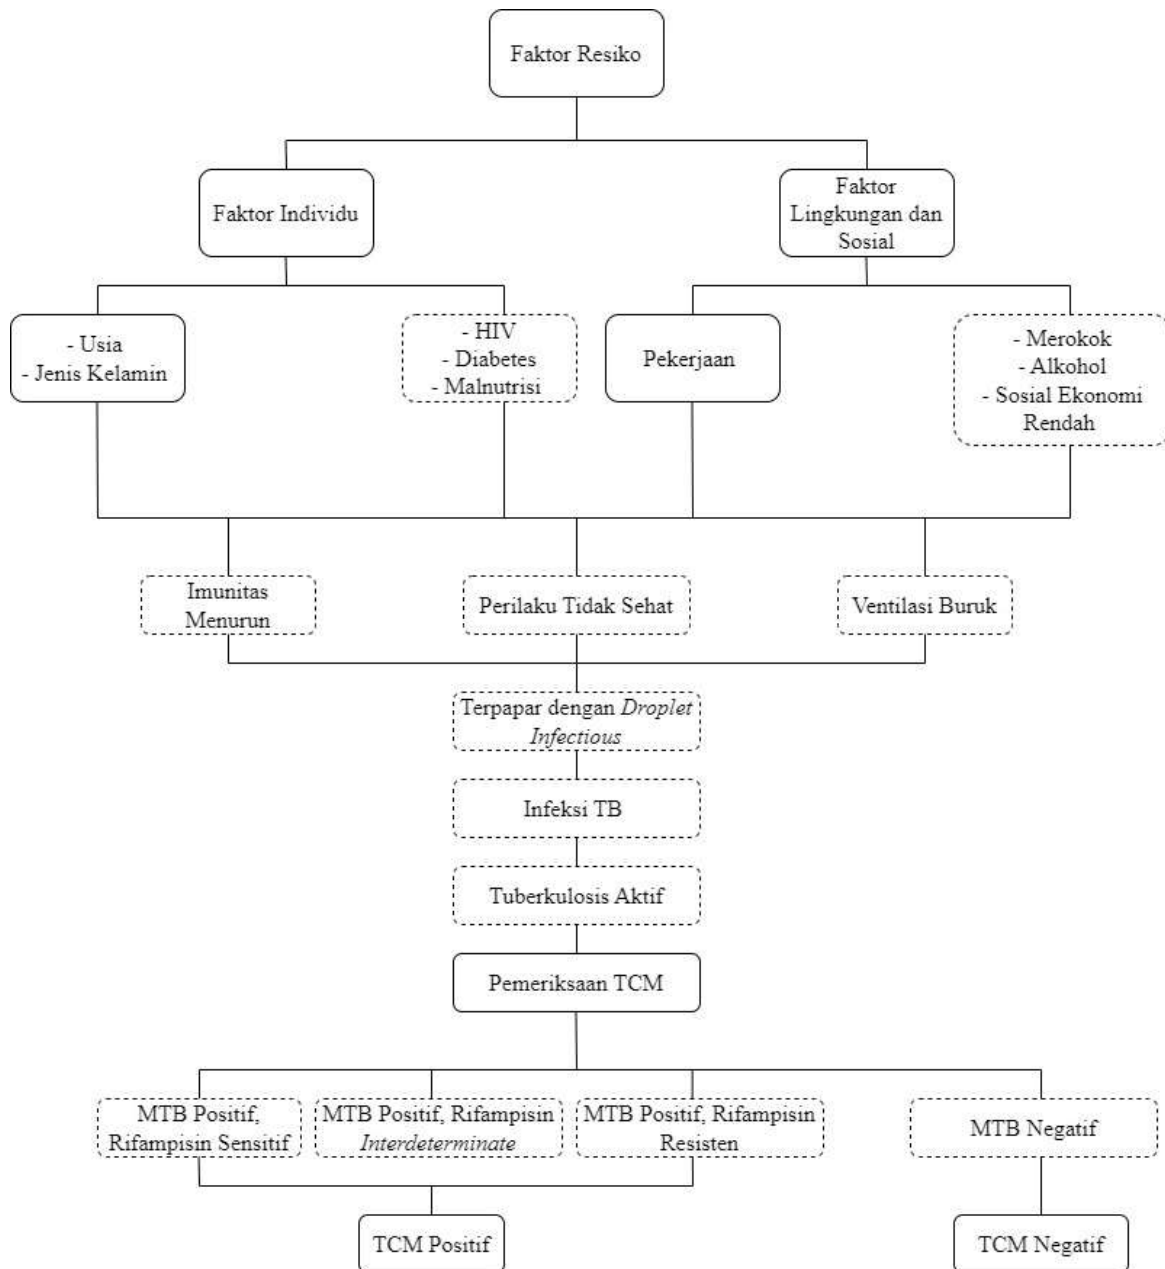 Faktor Resiko
Faktor Individu
Faktor
Lingkungan dan
Sosial
- Usia
- Jenis Kelamin
- HIV
- Diabetes
- Malnutrisi
Pekerjaan
- Merokok
- Alkohol
- Sosial Ekonomi
Rendah
Imunitas
Menurun
Perilaku Tidak Sehat
Ventilasi Buruk
Terpapar dengan Droplet
Infectious
Infeksi TB
Tuberkulosis Aktif
Pemeriksaan TCM
MTB Positif,
Rifampisin Sensitif
MTB Positif, Rifampisin
Interdeterminate
MTB Positif, Rifampisin
Resisten
MTB Negatif
TCM Positif
TCM Negatif